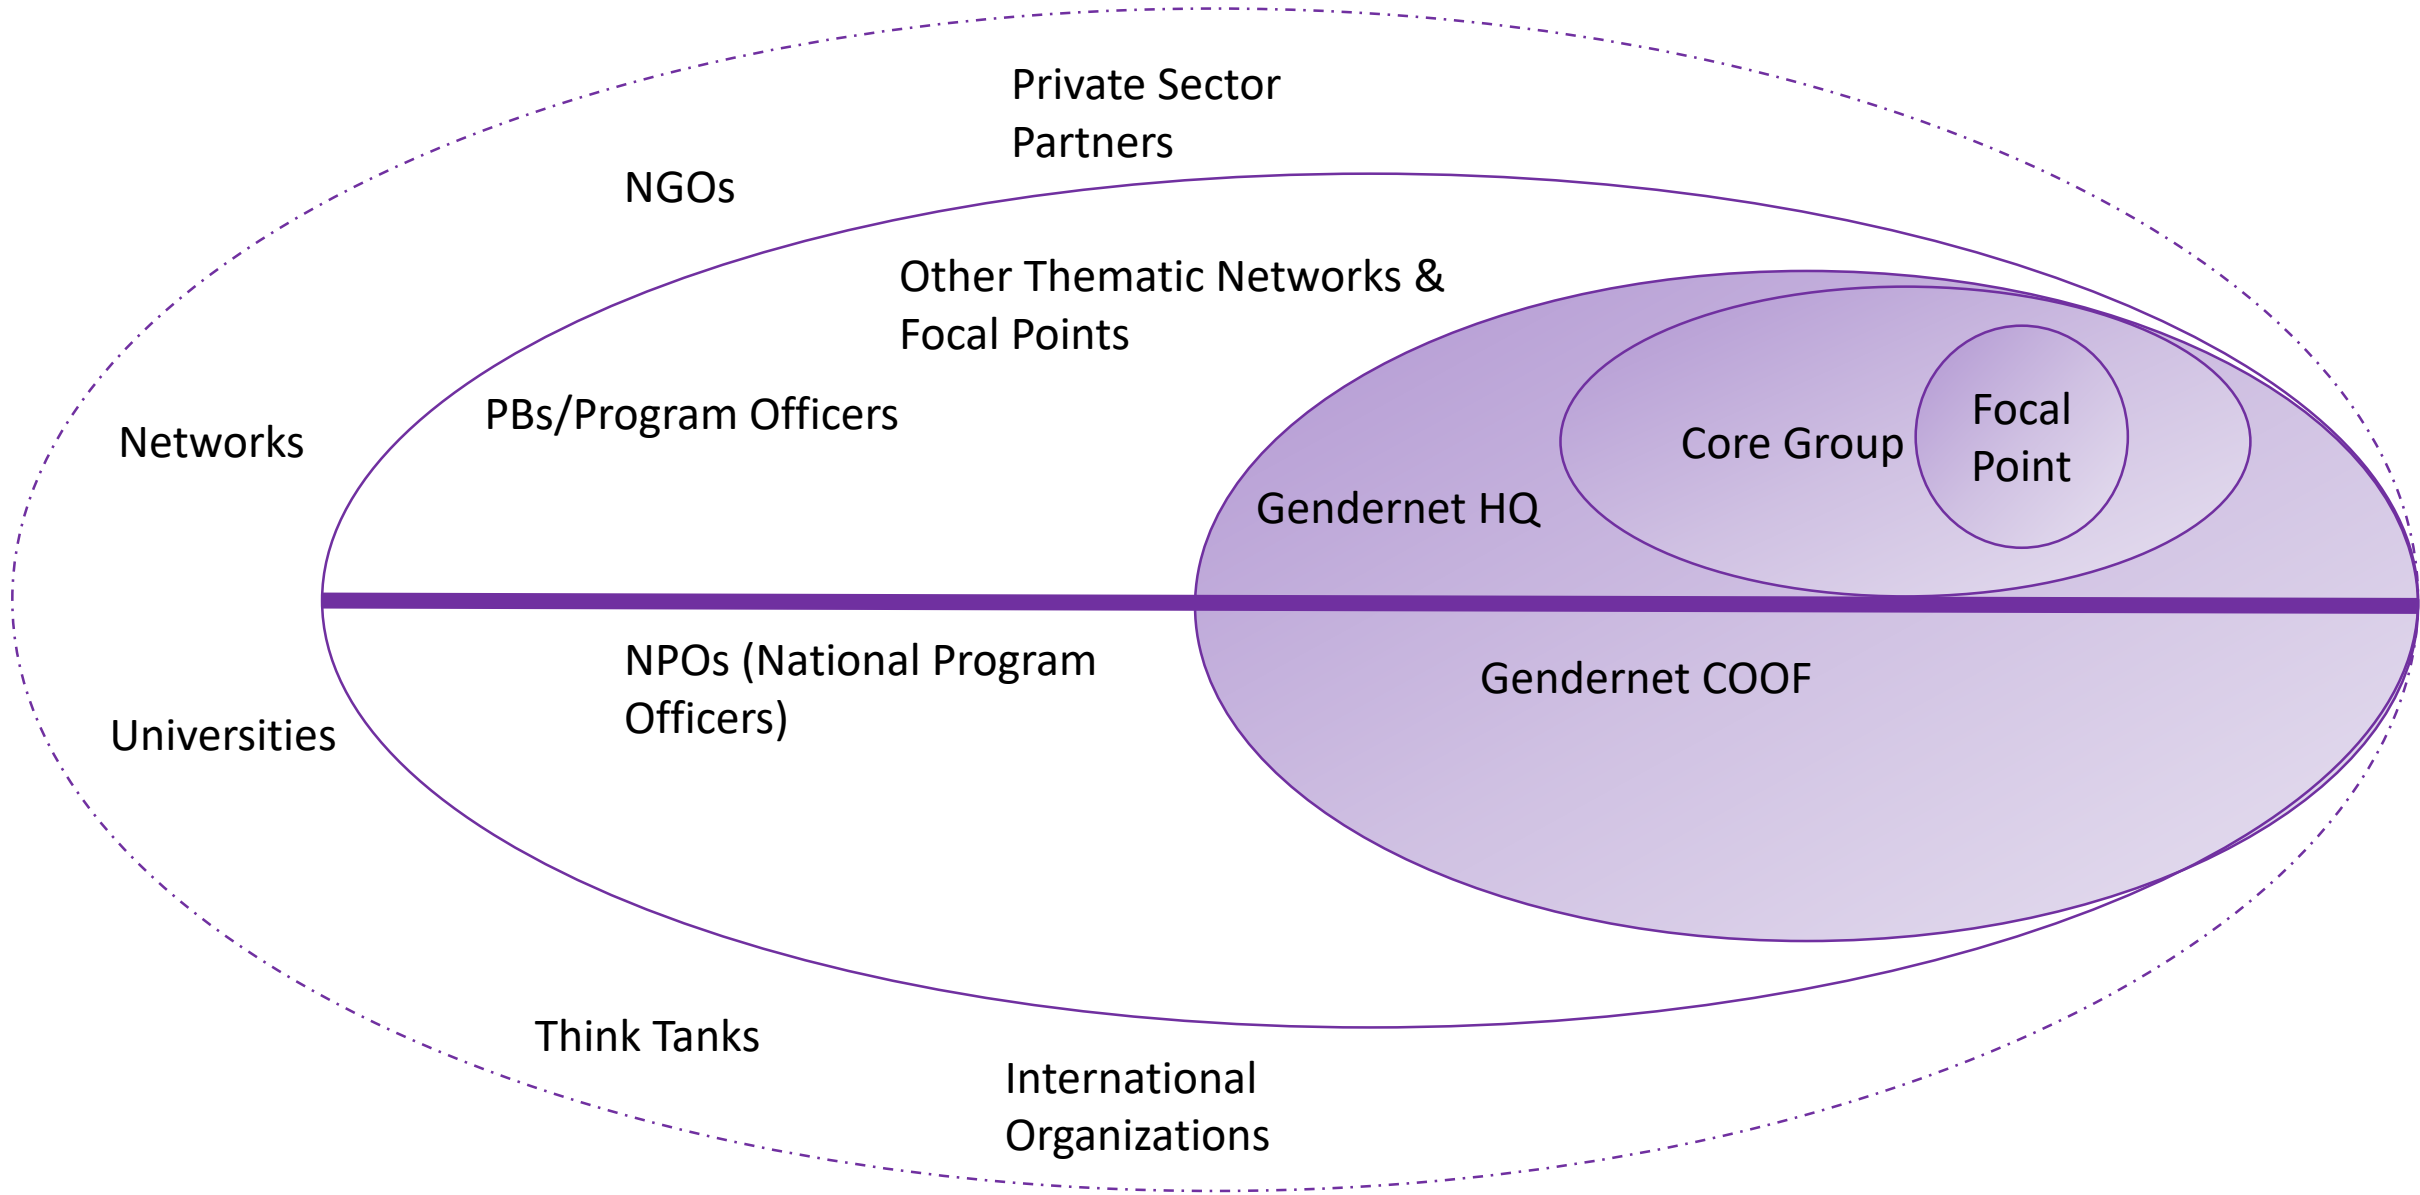 Private Sector
Partners
NGOs
Other Thematic Networks &
Focal Points
PBs/Program Officers
Networks
Focal
Point
Core Group
Gendernet HQ
NPOs (National Program
Officers)
Gendernet COOF
Universities
Think Tanks
International
Organizations